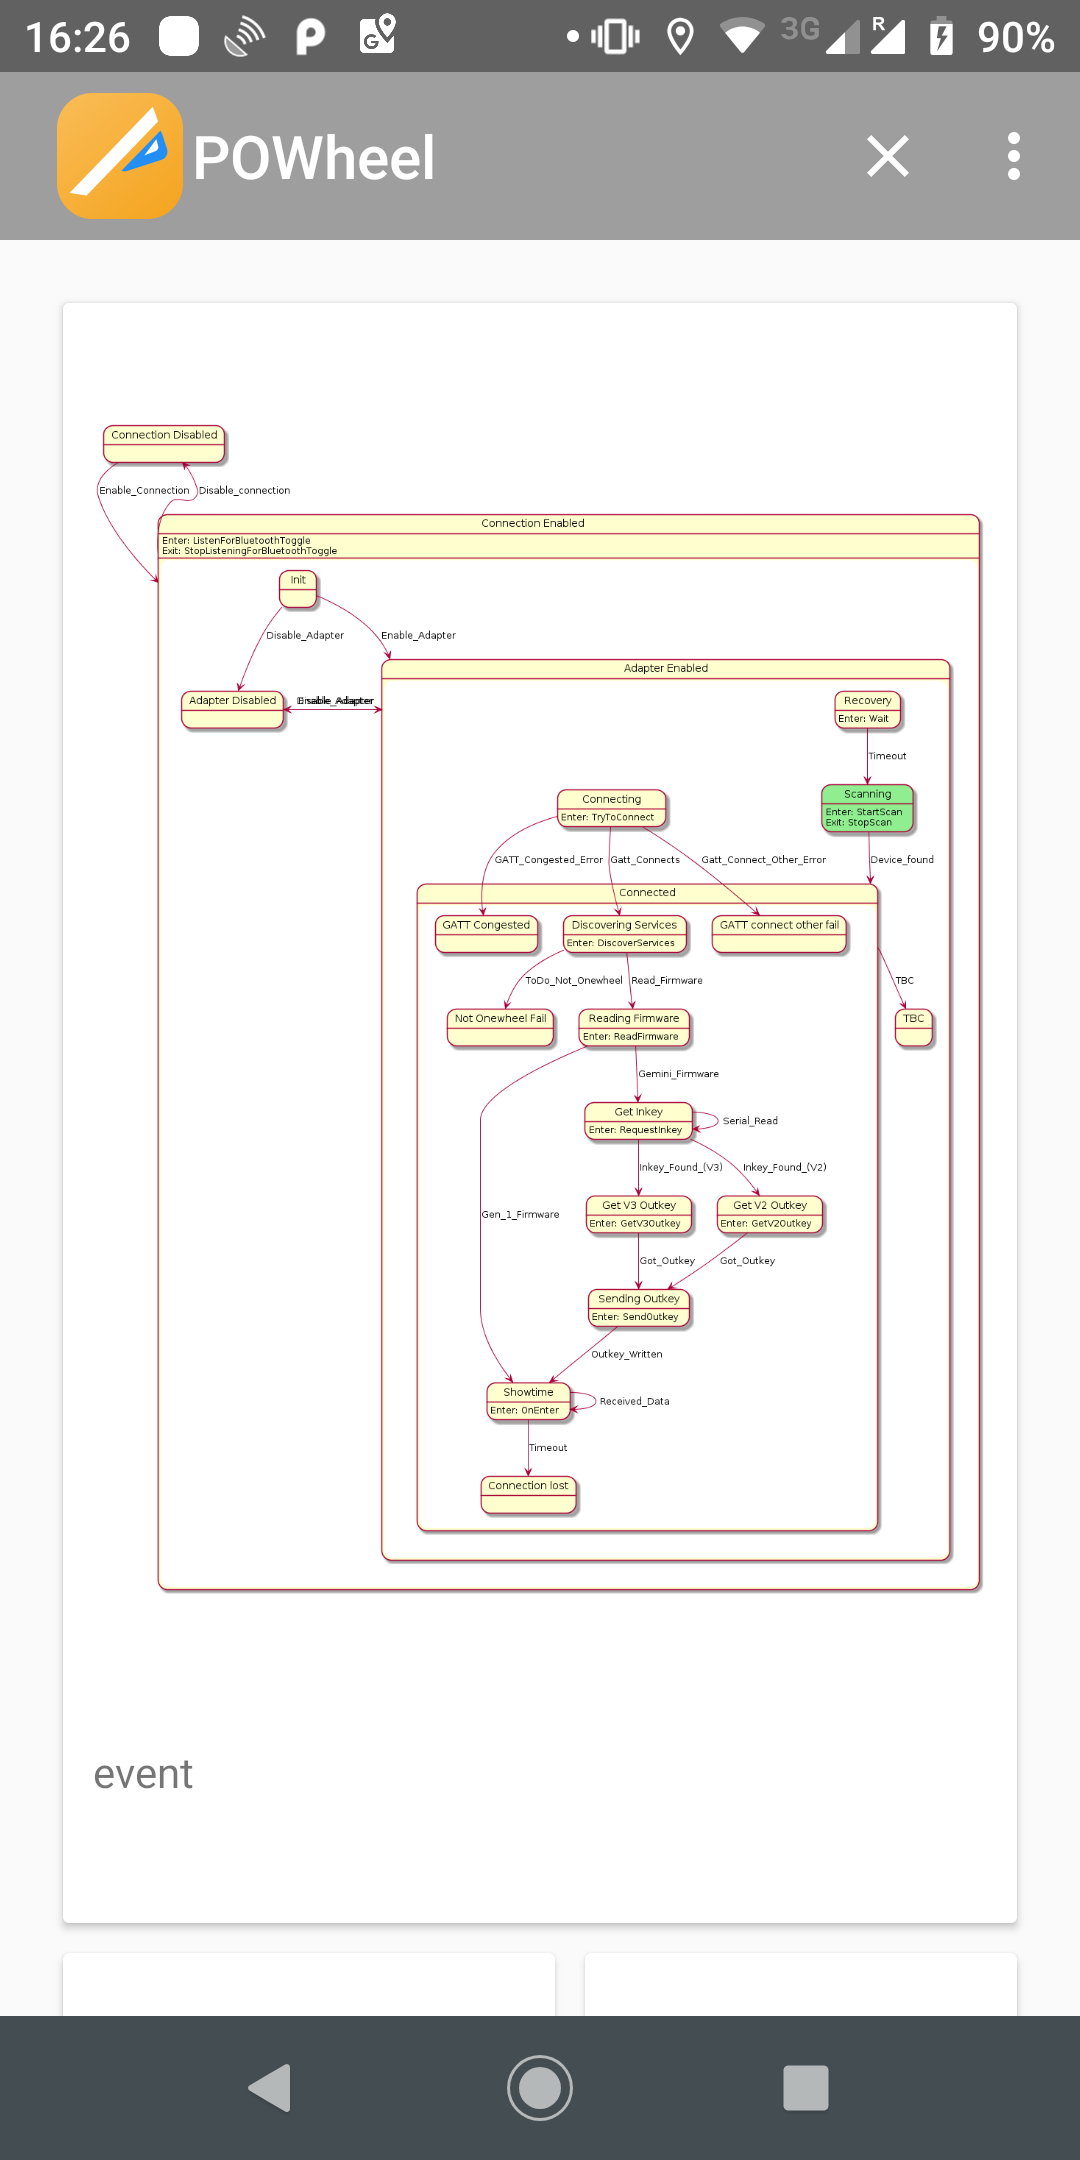 16:26
3G
R
90%
POWheel
Connection Disabled
Enable_Connection
Disable_connection
Connection Enabled
Enter: ListenForBluetoothToggle
Exit: StopListeningForBluetoothToggle
Init
Disable_Adapter
Enable_Adapter
Adapter Enabled
Adapter Disabled
Recovery
Enter: Wait
Timeout
Scanning
Enter: StartScan
Exit: StopScan
Connecting
Enter: TryToConnect
GATT_Congested_Error
Gatt_Connects
Gatt_Connect_Other_Error
Device_found
Connected
GATT Congested
Discovering Services
Enter: DiscoverServices
GATT connect other fail
ToDo_Not_Onewheel
Read_Firmware
TBC
Not Onewheel Fail
Reading Firmware
Enter: ReadFirmware
TBC
Gemini_Firmware
Get Inkey
Enter: RequestInkey
Serial_Read
Inkey_Found_(V3)
Inkey_Found_(V2)
Gen_1_Firmware
Get V3 Outkey
Enter: GetV3Outkey
Get V2 Outkey
Enter: GetV2Outkey
Got_Outkey
Got_Outkey
Sending Outkey
Enter: SendOutkey
Outkey_Written
Showtime
Enter: OnEnter
Received_Data
Timeout
Connection lost
event